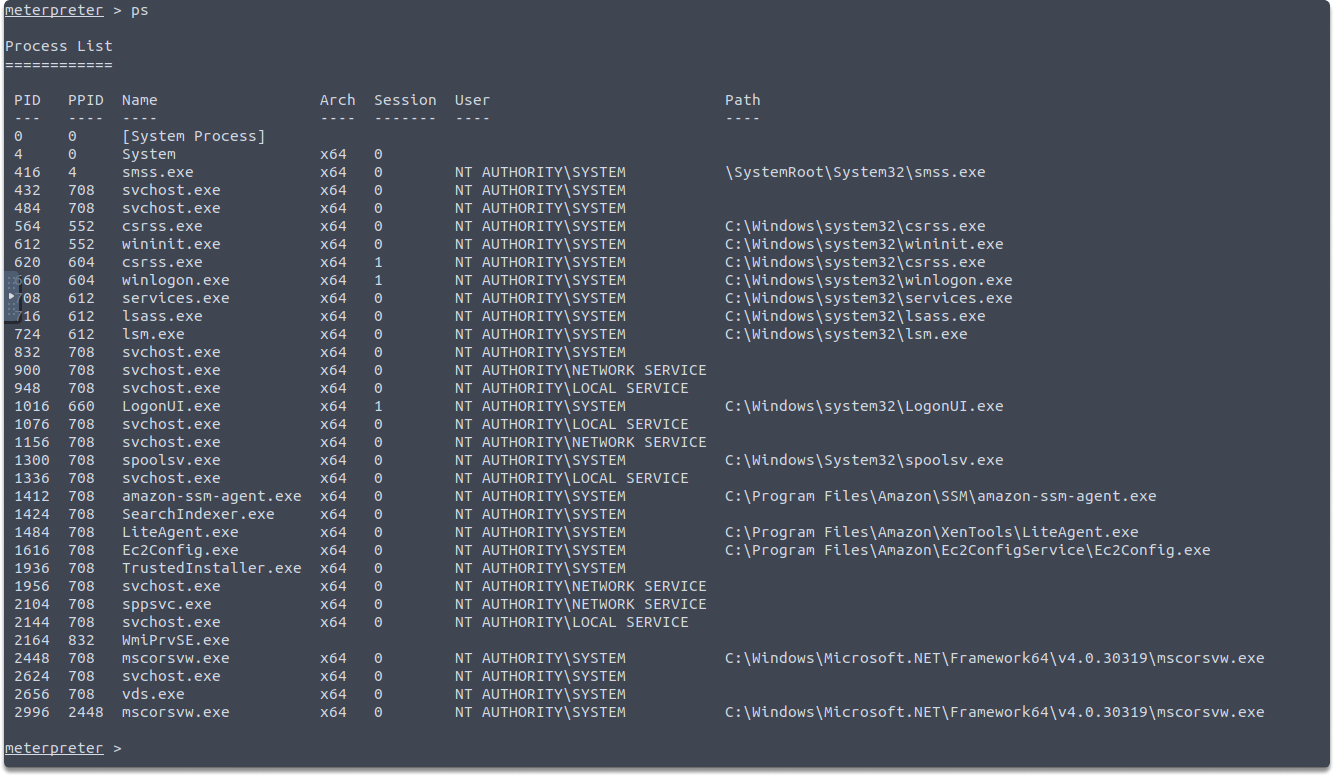 meterpreter > ps
Process List
============
PID PPID Name Arch Session User Path
--- ---- ---- ---- ------- ---- ----
0 0 [System Process]
4 0 System x64 0
416 4 smss.exe x64 0 NT AUTHORITY\SYSTEM \SystemRoot\System32\smss.exe
432 708 svchost.exe x64 0 NT AUTHORITY\SYSTEM
484 708 svchost.exe x64 0 NT AUTHORITY\SYSTEM
564 552 csrss.exe x64 0 NT AUTHORITY\SYSTEM C:\Windows\system32\csrss.exe
612 552 wininit.exe x64 0 NT AUTHORITY\SYSTEM C:\Windows\system32\wininit.exe
620 604 csrss.exe x64 1 NT AUTHORITY\SYSTEM C:\Windows\system32\csrss.exe
660 604 winlogon.exe x64 1 NT AUTHORITY\SYSTEM C:\Windows\system32\winlogon.exe
708 612 services.exe x64 0 NT AUTHORITY\SYSTEM C:\Windows\system32\services.exe
716 612 lsass.exe x64 0 NT AUTHORITY\SYSTEM C:\Windows\system32\lsass.exe
724 612 lsm.exe x64 0 NT AUTHORITY\SYSTEM C:\Windows\system32\lsm.exe
832 708 svchost.exe x64 0 NT AUTHORITY\SYSTEM
900 708 svchost.exe x64 0 NT AUTHORITY\NETWORK SERVICE
948 708 svchost.exe x64 0 NT AUTHORITY\LOCAL SERVICE
1016 660 LogonUI.exe x64 1 NT AUTHORITY\SYSTEM C:\Windows\system32\LogonUI.exe
1076 708 svchost.exe x64 0 NT AUTHORITY\LOCAL SERVICE
1156 708 svchost.exe x64 0 NT AUTHORITY\NETWORK SERVICE
1300 708 spoolsv.exe x64 0 NT AUTHORITY\SYSTEM C:\Windows\System32\spoolsv.exe
1336 708 svchost.exe x64 0 NT AUTHORITY\LOCAL SERVICE
1412 708 amazon-ssm-agent.exe x64 0 NT AUTHORITY\SYSTEM C:\Program Files\Amazon\SSM\amazon-ssm-agent.exe
1424 708 SearchIndexer.exe x64 0 NT AUTHORITY\SYSTEM
1484 708 LiteAgent.exe x64 0 NT AUTHORITY\SYSTEM C:\Program Files\Amazon\XenTools\LiteAgent.exe
1616 708 Ec2Config.exe x64 0 NT AUTHORITY\SYSTEM C:\Program Files\Amazon\Ec2ConfigService\Ec2Config.exe
1936 708 TrustedInstaller.exe x64 0 NT AUTHORITY\SYSTEM
1956 708 svchost.exe x64 0 NT AUTHORITY\NETWORK SERVICE
2104 708 sppsvc.exe x64 0 NT AUTHORITY\NETWORK SERVICE
2144 708 svchost.exe x64 0 NT AUTHORITY\LOCAL SERVICE
2164 832 WmiPrvSE.exe
2448 708 mscorsvw.exe x64 0 NT AUTHORITY\SYSTEM C:\Windows\Microsoft.NET\Framework64\v4.0.30319\mscorsvw.exe
2624 708 svchost.exe x64 0 NT AUTHORITY\SYSTEM
2656 708 vds.exe x64 0 NT AUTHORITY\SYSTEM
2996 2448 mscorsvw.exe x64 0 NT AUTHORITY\SYSTEM C:\Windows\Microsoft.NET\Framework64\v4.0.30319\mscorsvw.exe
meterpreter >